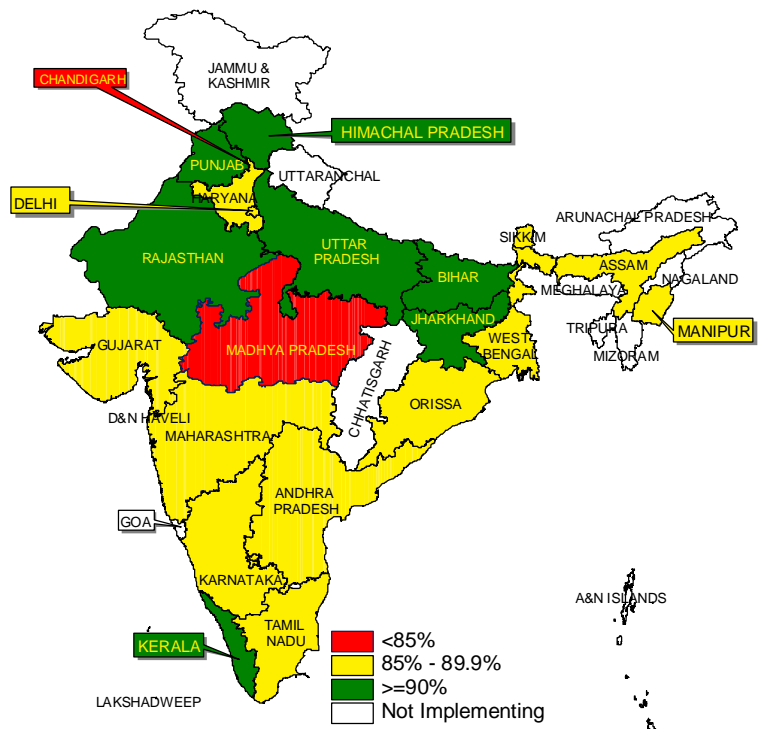 JAMMU &
KASHMIR
CHANDIGARH
HIMACHAL PRADESH
PUNJAB
UTTARANCHAL
HARYANA
DELHI
ARUNACHAL PRADESH
SIKKIM
UTTAR
PRADESH
RAJASTHAN
BIHAR
ASSAM
NAGALAND
MEGHALAYA
JHARKHAND
TRIPURA
MANIPUR
WEST
BENGAL
MIZORAM
GUJARAT
MADHYA PRADESH
CHHATISGARH
ORISSA
D&N HAVELI
MAHARASHTRA
ANDHRA
PRADESH
GOA
KARNATAKA
A&N ISLANDS
TAMIL
NADU
KERALA
LAKSHADWEEP
<85%
85% - 89.9%
>=90%
Not Implementing